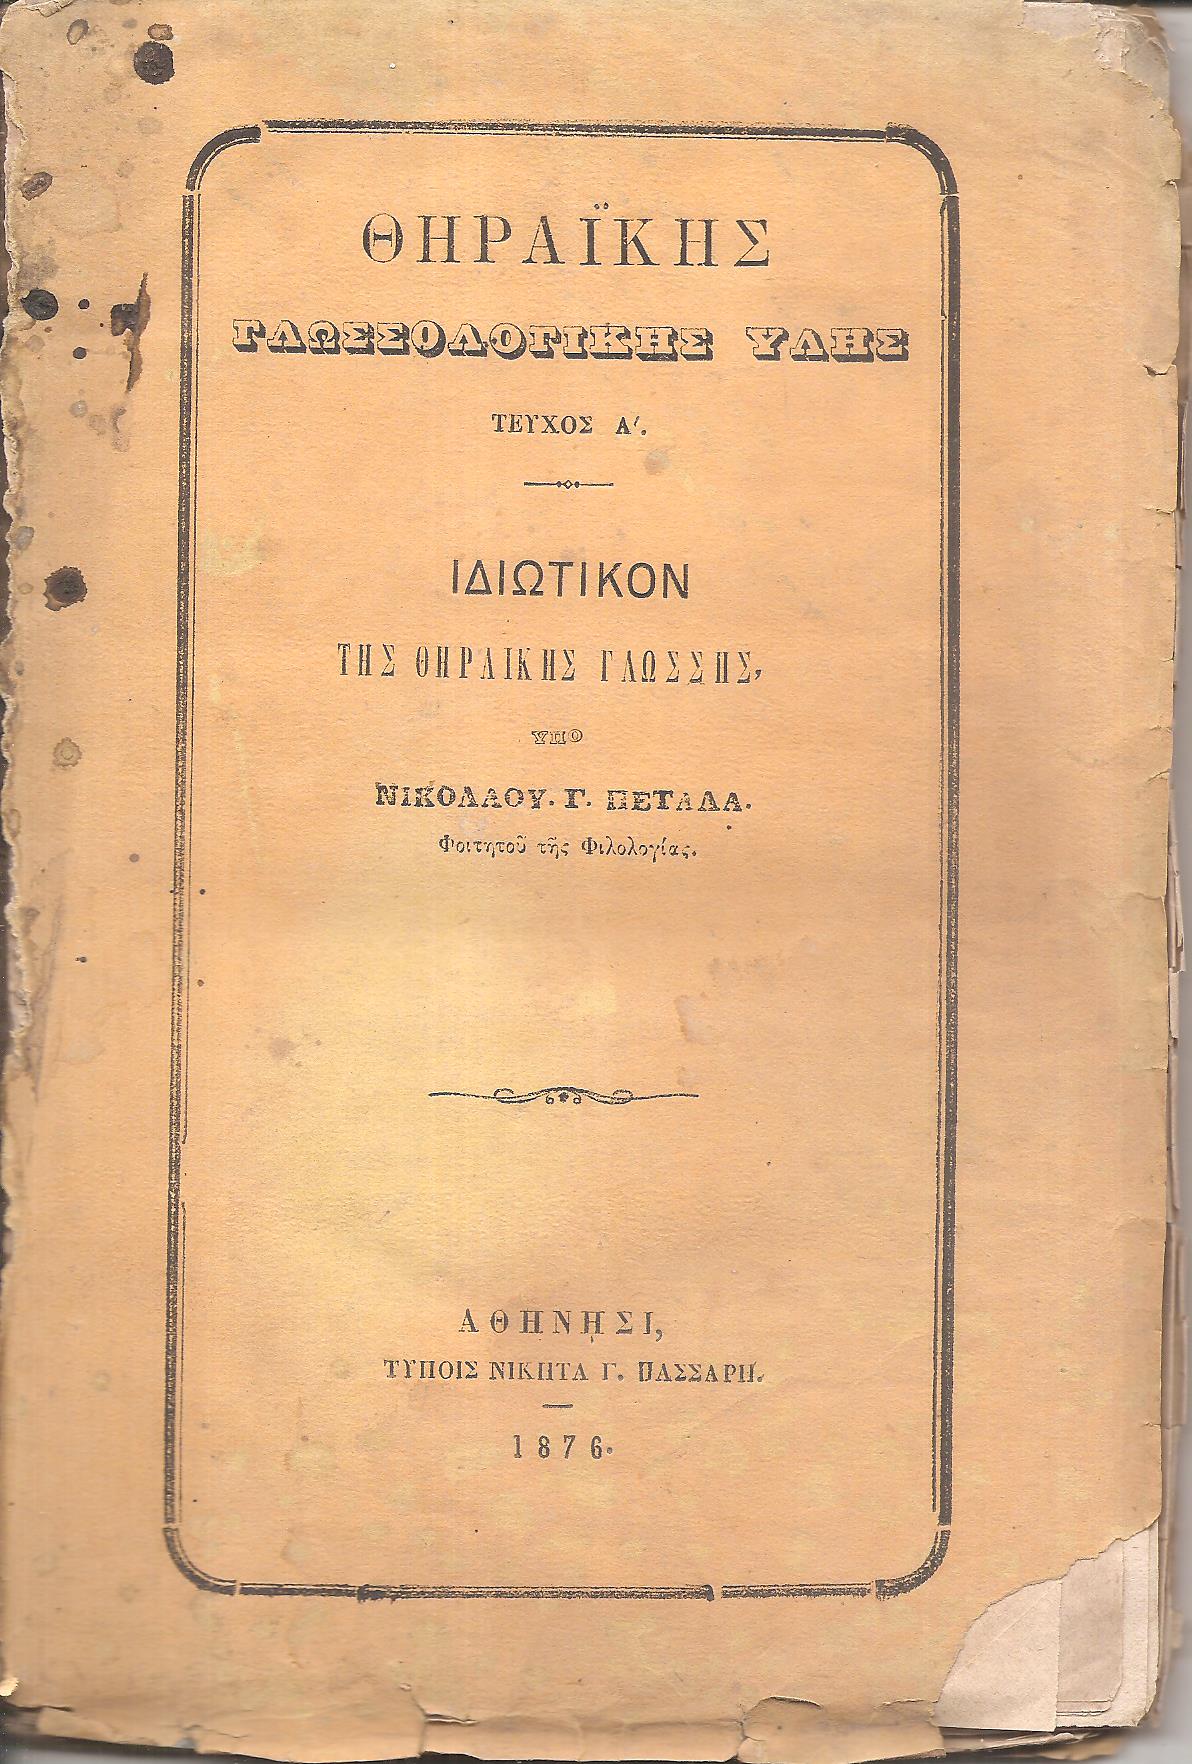 ΘΗΡΑΪΚΗΣ
ΓΛΩΣΣΟΛΟΓΙΚΗΣ ΥΛΗΣ
ΤΕΥΧΟΣ Α′.
ΙΔΙΩΤΙΚΟΝ
ΤΗΣ ΘΗΡΑΙΚΗΣ ΓΛΩΣΣΗΣ,
ΥΠΟ
ΝΙΚΟΛΑΟΥ. Γ. ΠΕΤΑΛΑ.
Φοιτητοῦ τῆς Φιλολογίας.
ΑΘΗΝΗΣΙ,
ΤΥΠΟΙΣ ΝΙΚΗΤΑ Γ. ΠΑΣΣΑΡΗ.
1876.